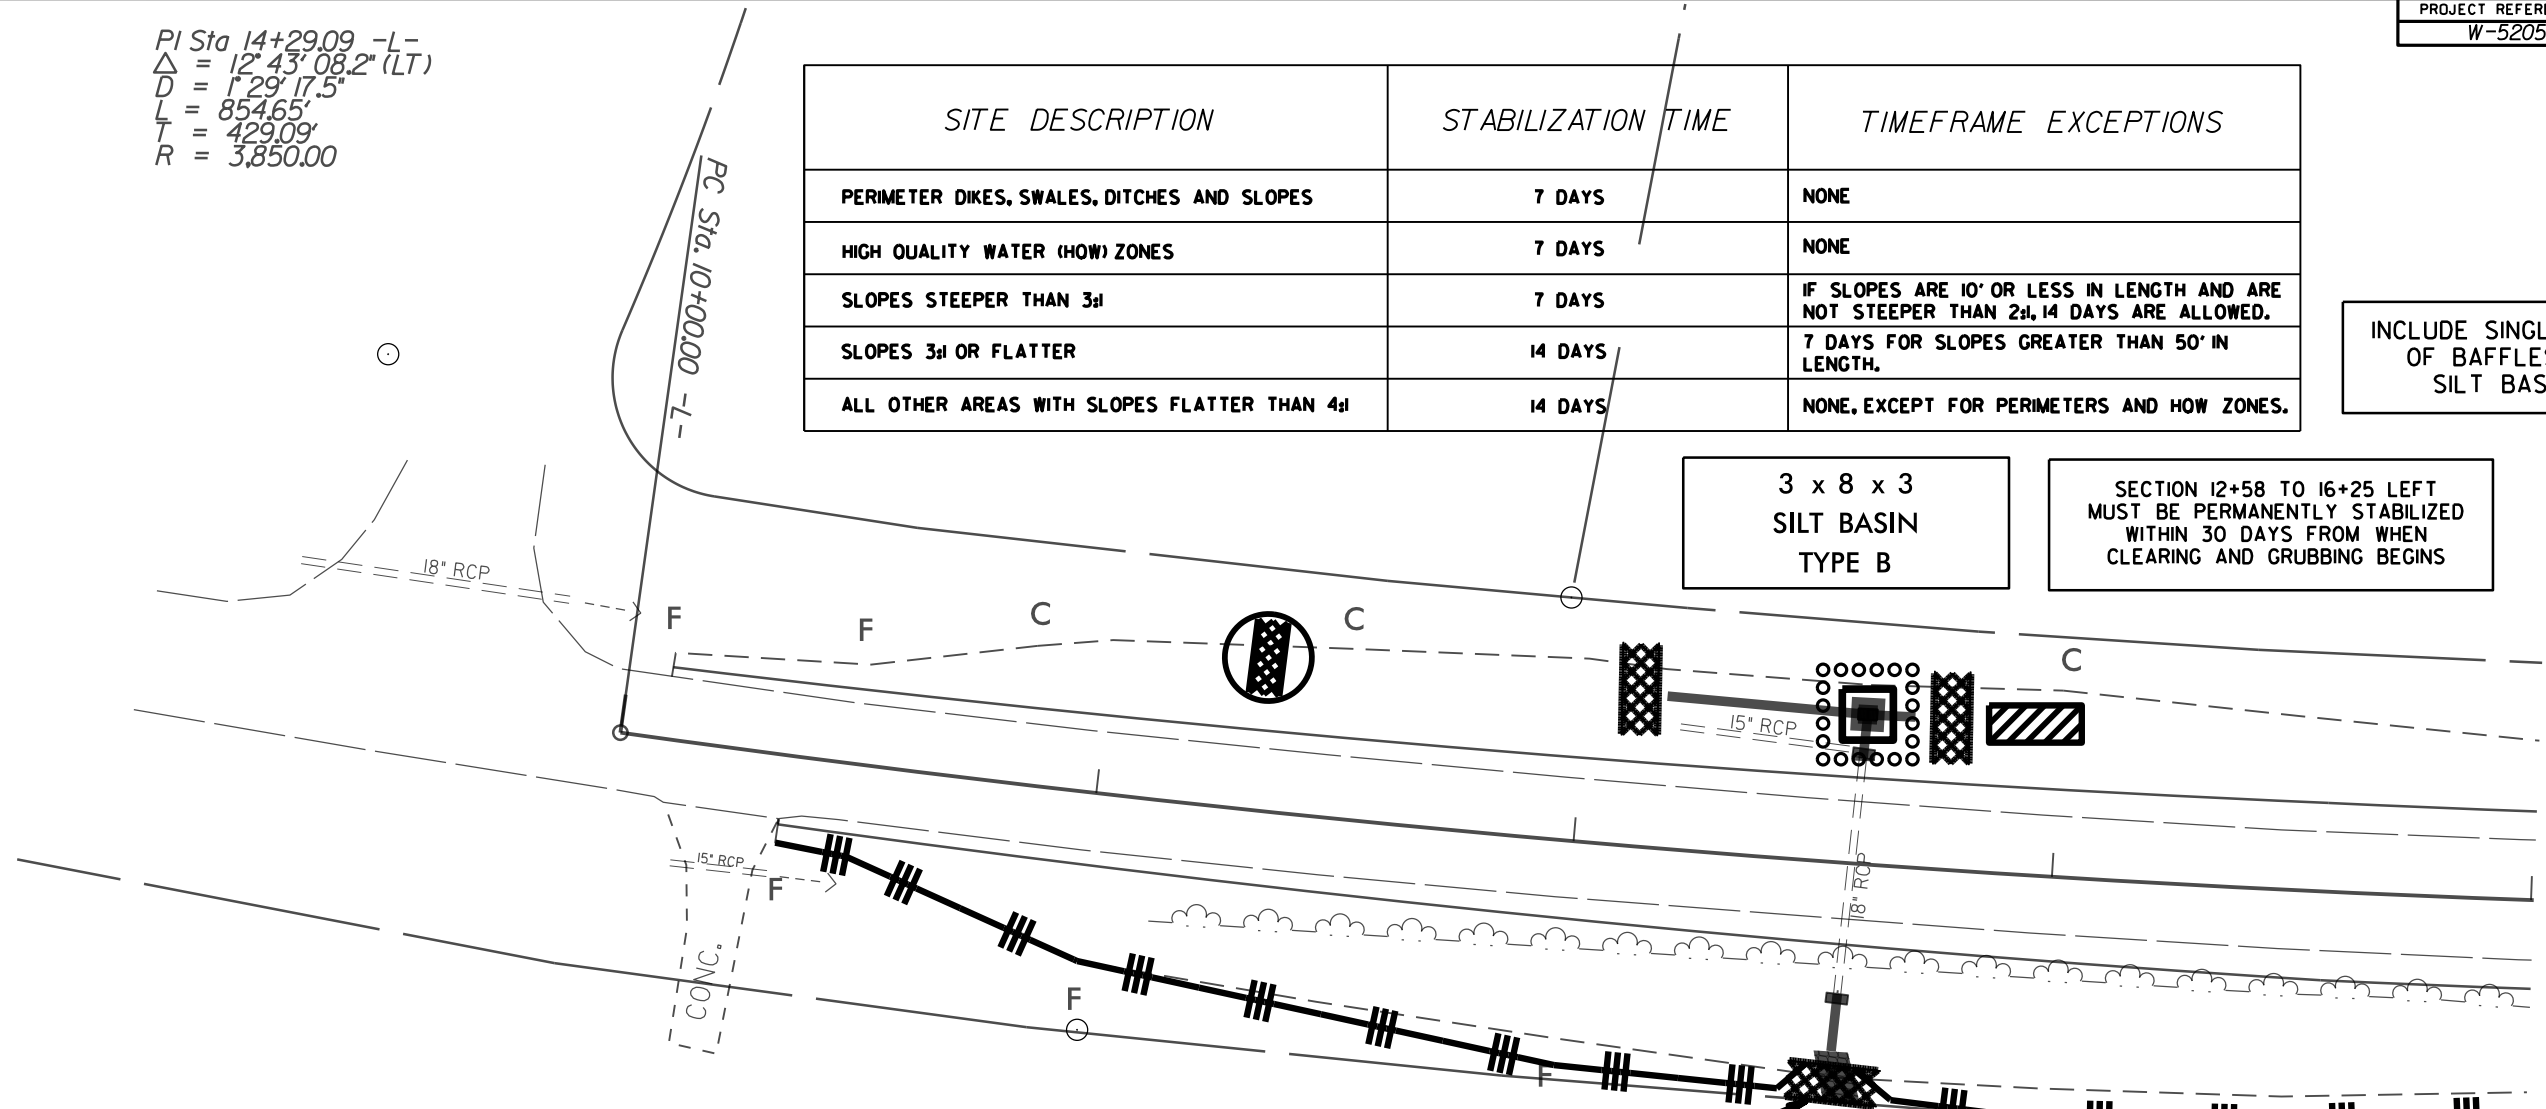 PROJECT REFER
W-5205
PI Sta 14+29.09 -L-
Δ = 12° 43' 08.2" (LT)
D = 1° 29' 17.5"
L = 854.65'
T = 429.09'
R = 3,850.00
PC Sta. 10+00.00 -L-
SITE DESCRIPTION STABILIZATION TIME TIMEFRAME EXCEPTIONS
PERIMETER DIKES, SWALES, DITCHES AND SLOPES 7 DAYS NONE
HIGH QUALITY WATER (HQW) ZONES 7 DAYS NONE
SLOPES STEEPER THAN 3:1 7 DAYS IF SLOPES ARE 10' OR LESS IN LENGTH AND ARE
NOT STEEPER THAN 2:1, 14 DAYS ARE ALLOWED.
SLOPES 3:1 OR FLATTER 14 DAYS 7 DAYS FOR SLOPES GREATER THAN 50' IN
LENGTH.
ALL OTHER AREAS WITH SLOPES FLATTER THAN 4:1 14 DAYS NONE, EXCEPT FOR PERIMETERS AND HQW ZONES.
INCLUDE SINGL
OF BAFFLE
SILT BAS
3 x 8 x 3
SILT BASIN
TYPE B
SECTION 12+58 TO 16+25 LEFT
MUST BE PERMANENTLY STABILIZED
WITHIN 30 DAYS FROM WHEN
CLEARING AND GRUBBING BEGINS
18" RCP
F
F
C
C
C
15" RCP
15" RCP
F
18" RCP
CONC.
F
F